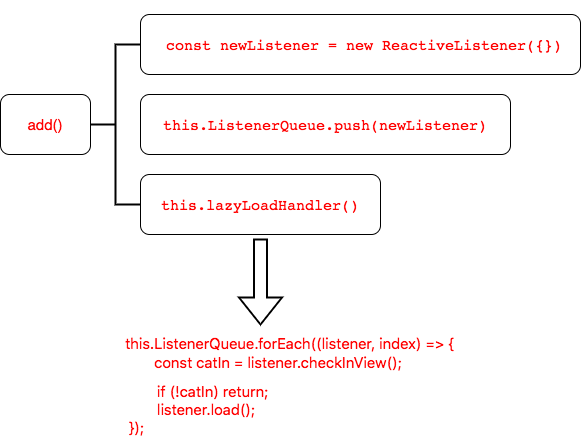 const newListener = new ReactiveListener({})
add()
this.ListenerQueue.push(newListener)
this.lazyLoadHandler()
this.ListenerQueue.forEach((listener, index) => {
const catIn = listener.checkInView();
if (!catIn) return;
listener.load();
});